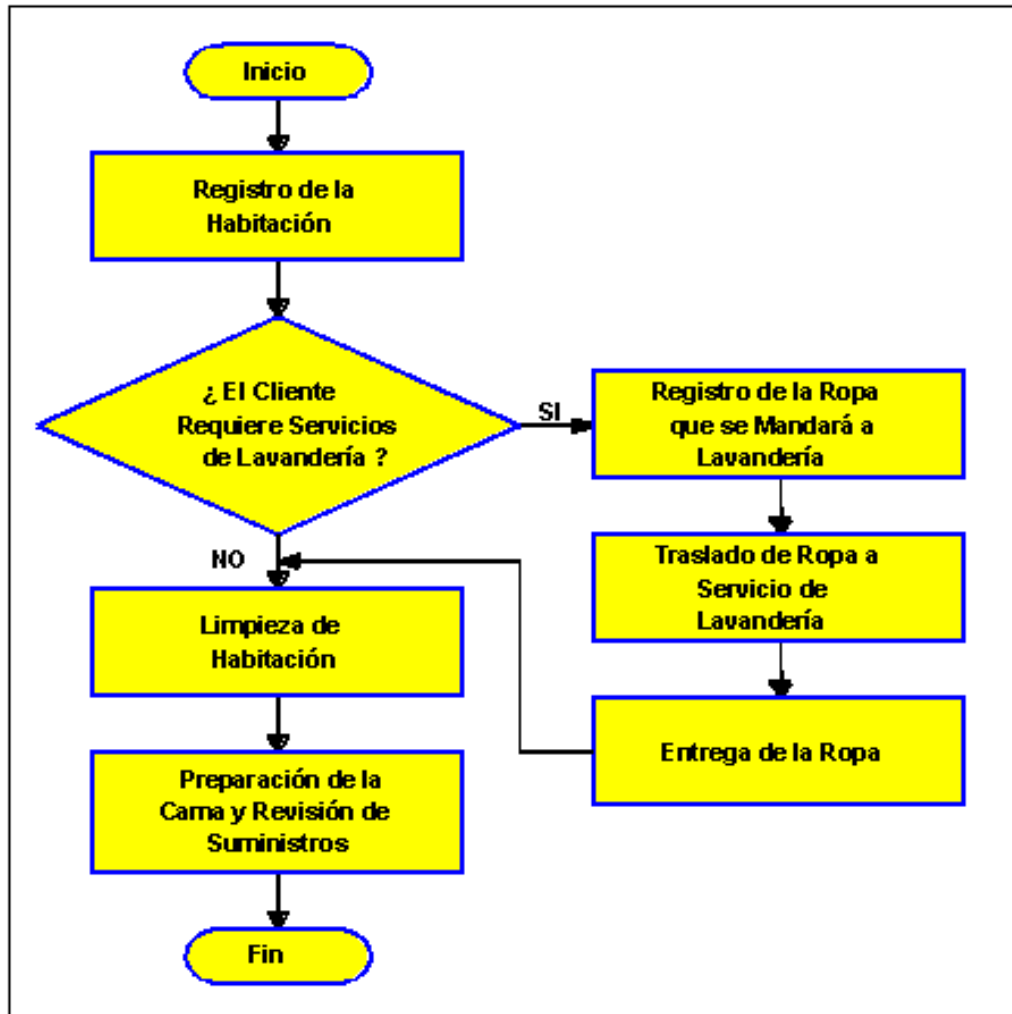 Inicio
Registro de la
Habitación
¿ El Cliente
Requiere Servicios
de Lavandería ?
SI
Registro de la Ropa
que se Mandará a
Lavandería
Traslado de Ropa a
Servicio de
Lavandería
Entrega de la Ropa
NO
Limpieza de
Habitación
Preparación de la
Cama y Revisión de
Suministros
Fin